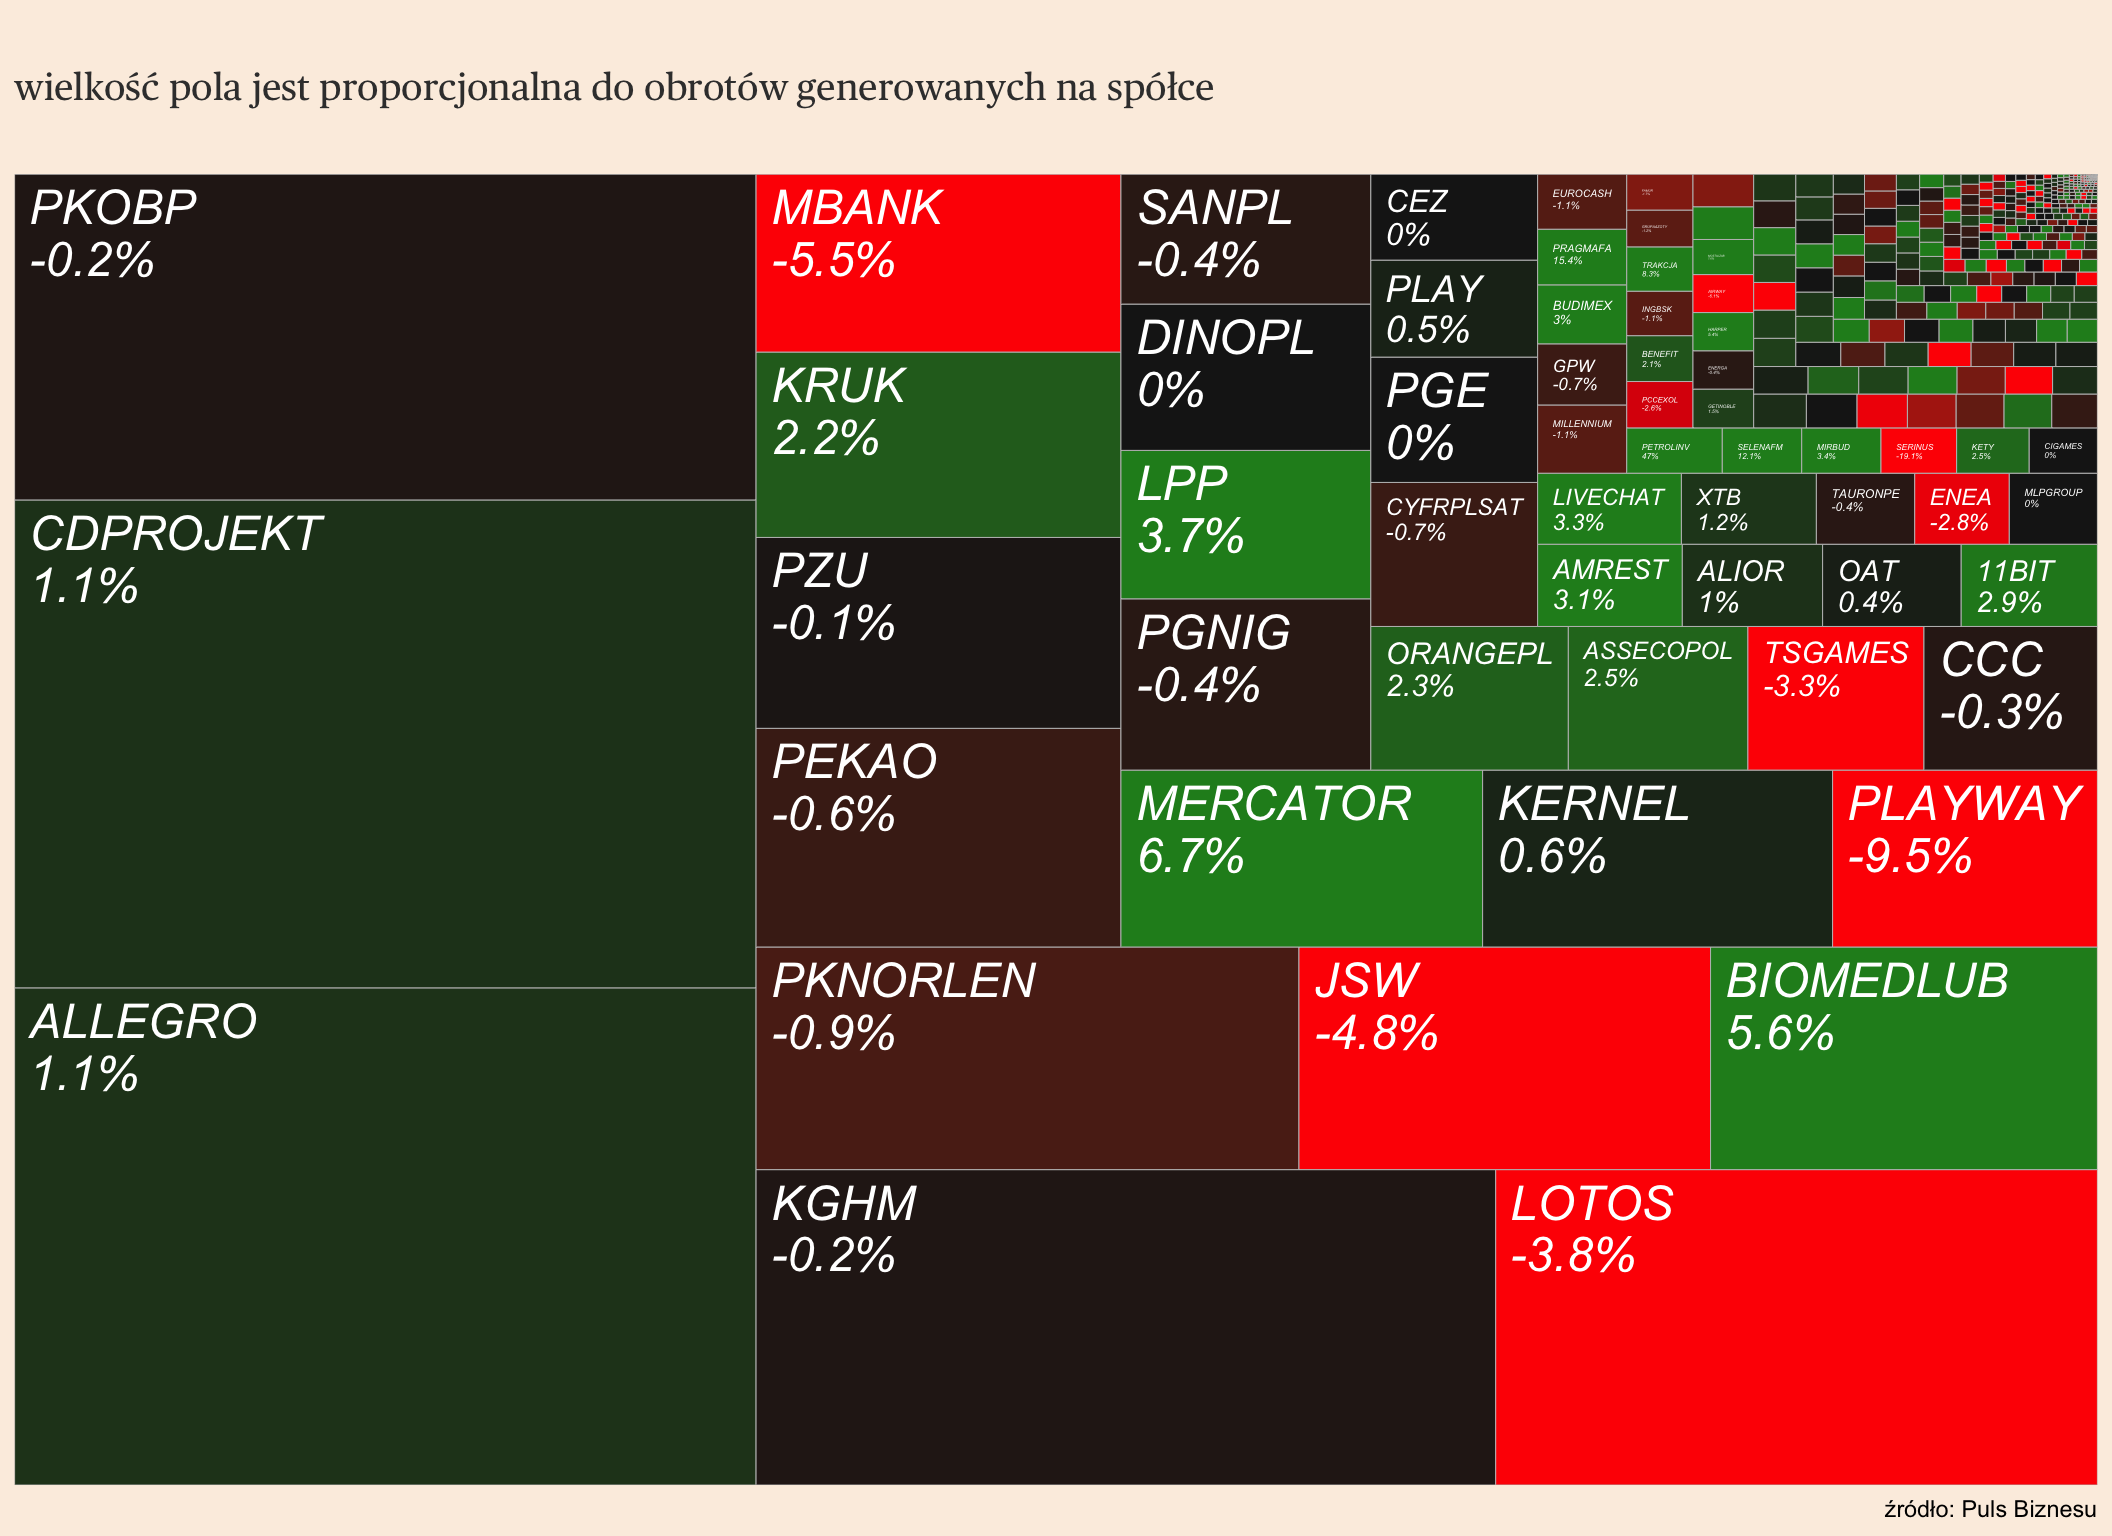 wielkość pola jest proporcjonalna do obrotów generowanych na spółce
PKOBP
-0.2%
CDPROJEKT
1.1%
ALLEGRO
1.1%
MBANK
-5.5%
KRUK
2.2%
PZU
-0.1%
PEKAO
-0.6%
PKNORLEN
-0.9%
KGHM
-0.2%
SANPL
-0.4%
DINOPL
0%
LPP
3.7%
PGNIG
-0.4%
MERCATOR
6.7%
KERNEL
0.6%
PLAYWAY
-9.5%
JSW
-4.8%
BIOMEDLUB
5.6%
LOTOS
-3.8%
CEZ
0%
PLAY
0.5%
PGE
0%
CYFRPLSAT
-0.7%
ORANGEPL
2.3%
ASSECOPOL
2.5%
TSGAMES
-3.3%
CCC
-0.3%
EUROCASH
-1.1%
PRAGMAFA
15.4%
BUDIMEX
3%
GPW
-0.7%
MILLENNIUM
-1.1%
LIVECHAT
3.3%
XTB
1.2%
TAURONPE
-0.4%
ENEA
-2.8%
MLPGROUP
0%
AMREST
3.1%
ALIOR
1%
OAT
0.4%
11BIT
2.9%
TRAKCJA
8.3%
INGBSK
-1.1%
BENEFIT
2.1%
PCCEXOL
-2.6%
PETROLINV
47%
SELENAFM
12.1%
MIRBUD
3.4%
SERINUS
-19.1%
KETY
2.5%
CIGAMES
0%
HARPER
ENERGA
GETINOBLE
źródło: Puls Biznesu